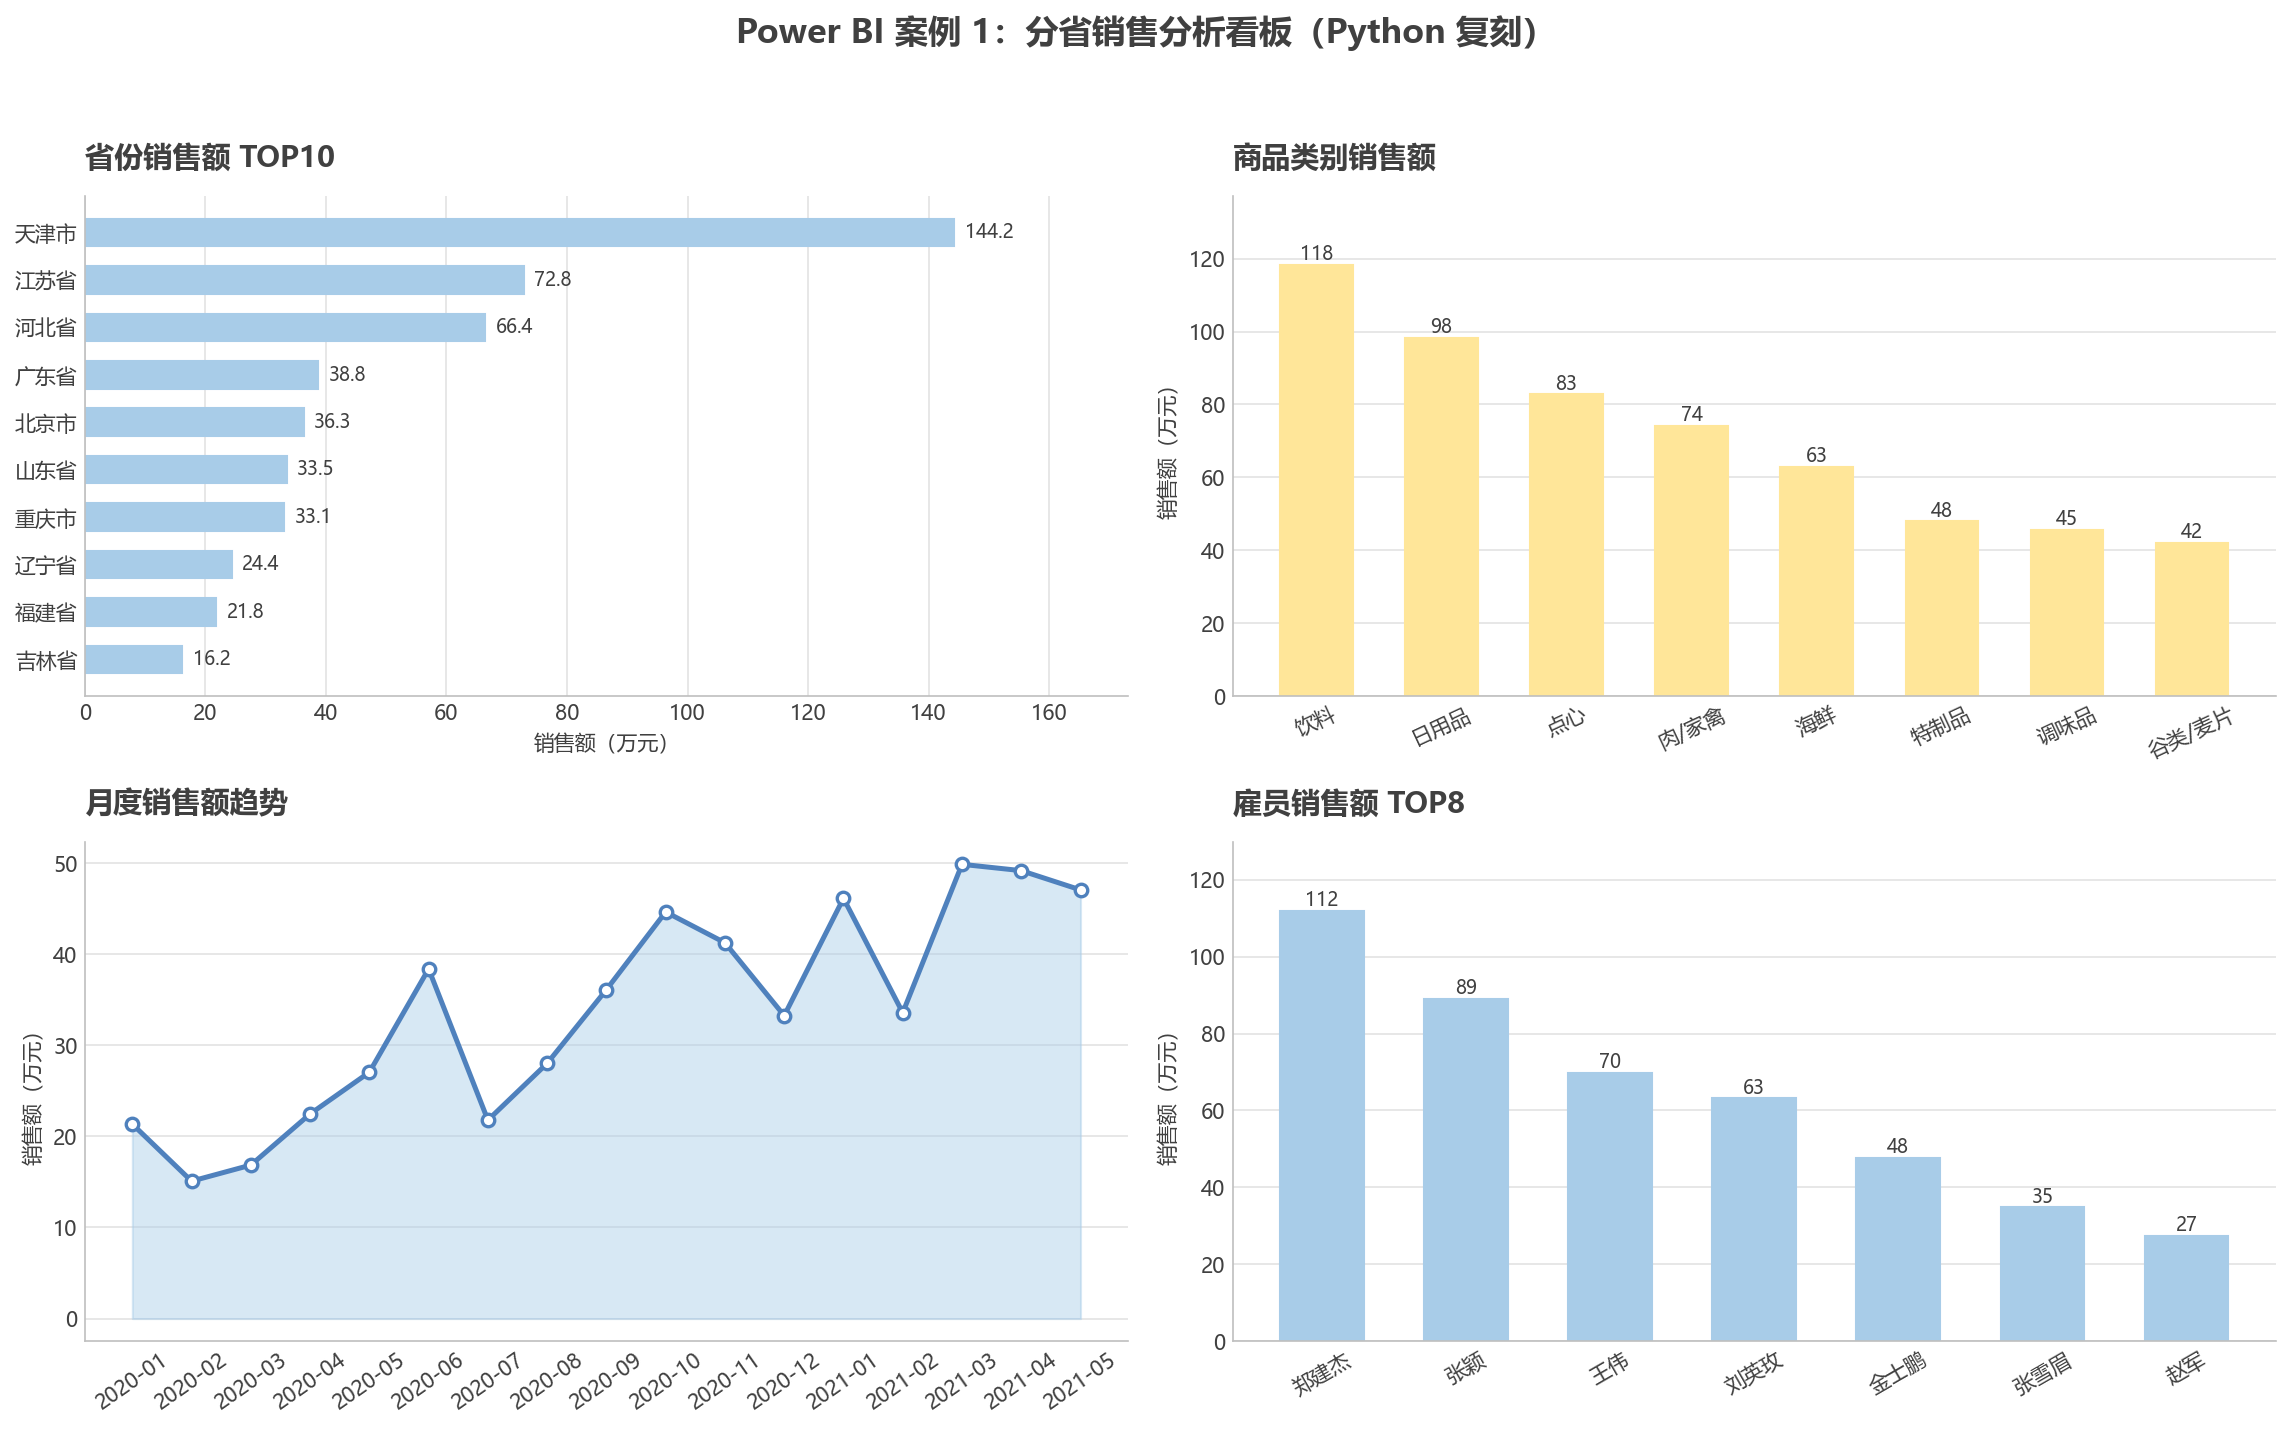 Power BI 案例 1：分省销售分析看板（Python 复刻）
省份销售额 TOP10
天津市
江苏省
河北省
广东省
北京市
山东省
重庆市
辽宁省
福建省
吉林省
144.2
72.8
66.4
38.8
36.3
33.5
33.1
24.4
21.8
16.2
0 20 40 60 80 100 120 140 160
销售额（万元）
商品类别销售额
销售额（万元）
120
100
80
60
40
20
0
118 98 83 74 63 48 45 42
饮料 日用品 点心 肉/家禽 海鲜 特制品 调味品 谷类/麦片
月度销售额趋势
销售额（万元）
50
40
30
20
10
0
2020-01 2020-02 2020-03 2020-04 2020-05 2020-06 2020-07 2020-08 2020-09 2020-10 2020-11 2020-12 2021-01 2021-02 2021-03 2021-04 2021-05
雇员销售额 TOP8
销售额（万元）
120
100
80
60
40
20
0
112 89 70 63 48 35 27
郑建杰 张颖 王伟 刘英玫 金士鹏 张雪眉 赵军